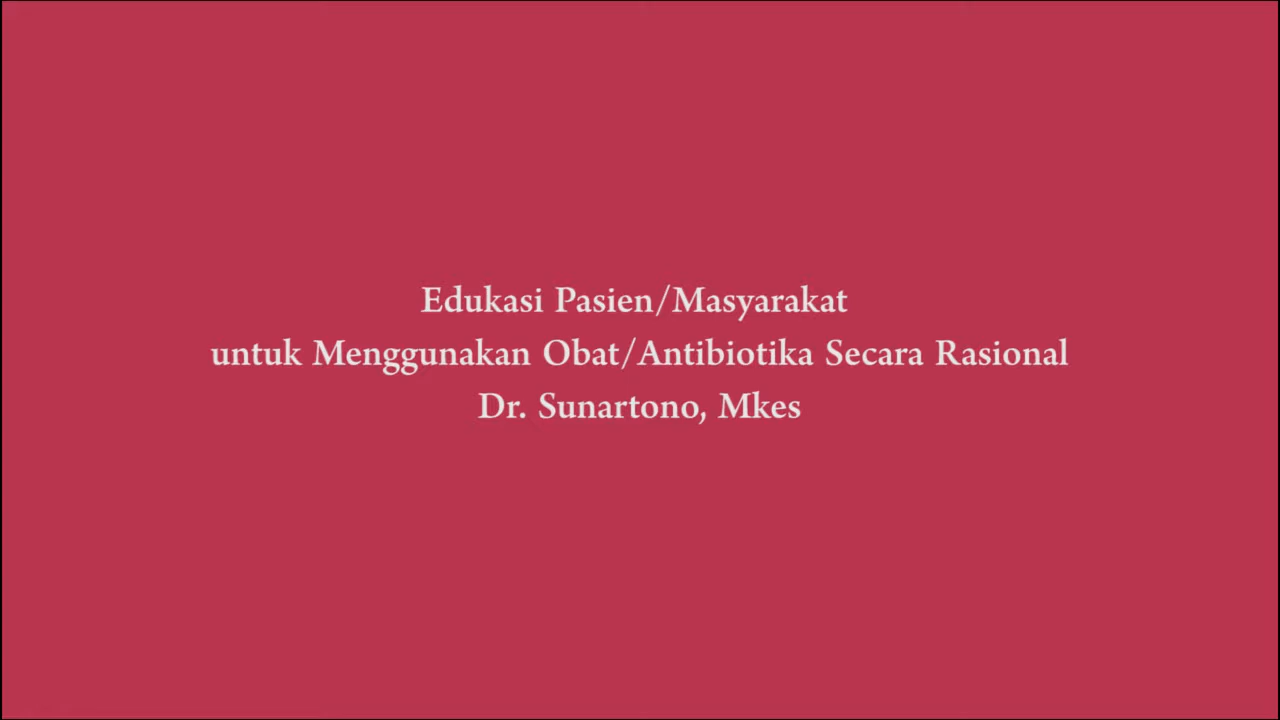 Edukasi Pasien/Masyarakat
untuk Menggunakan Obat/Antibiotika Secara Rasional
Dr. Sunartono, Mkes